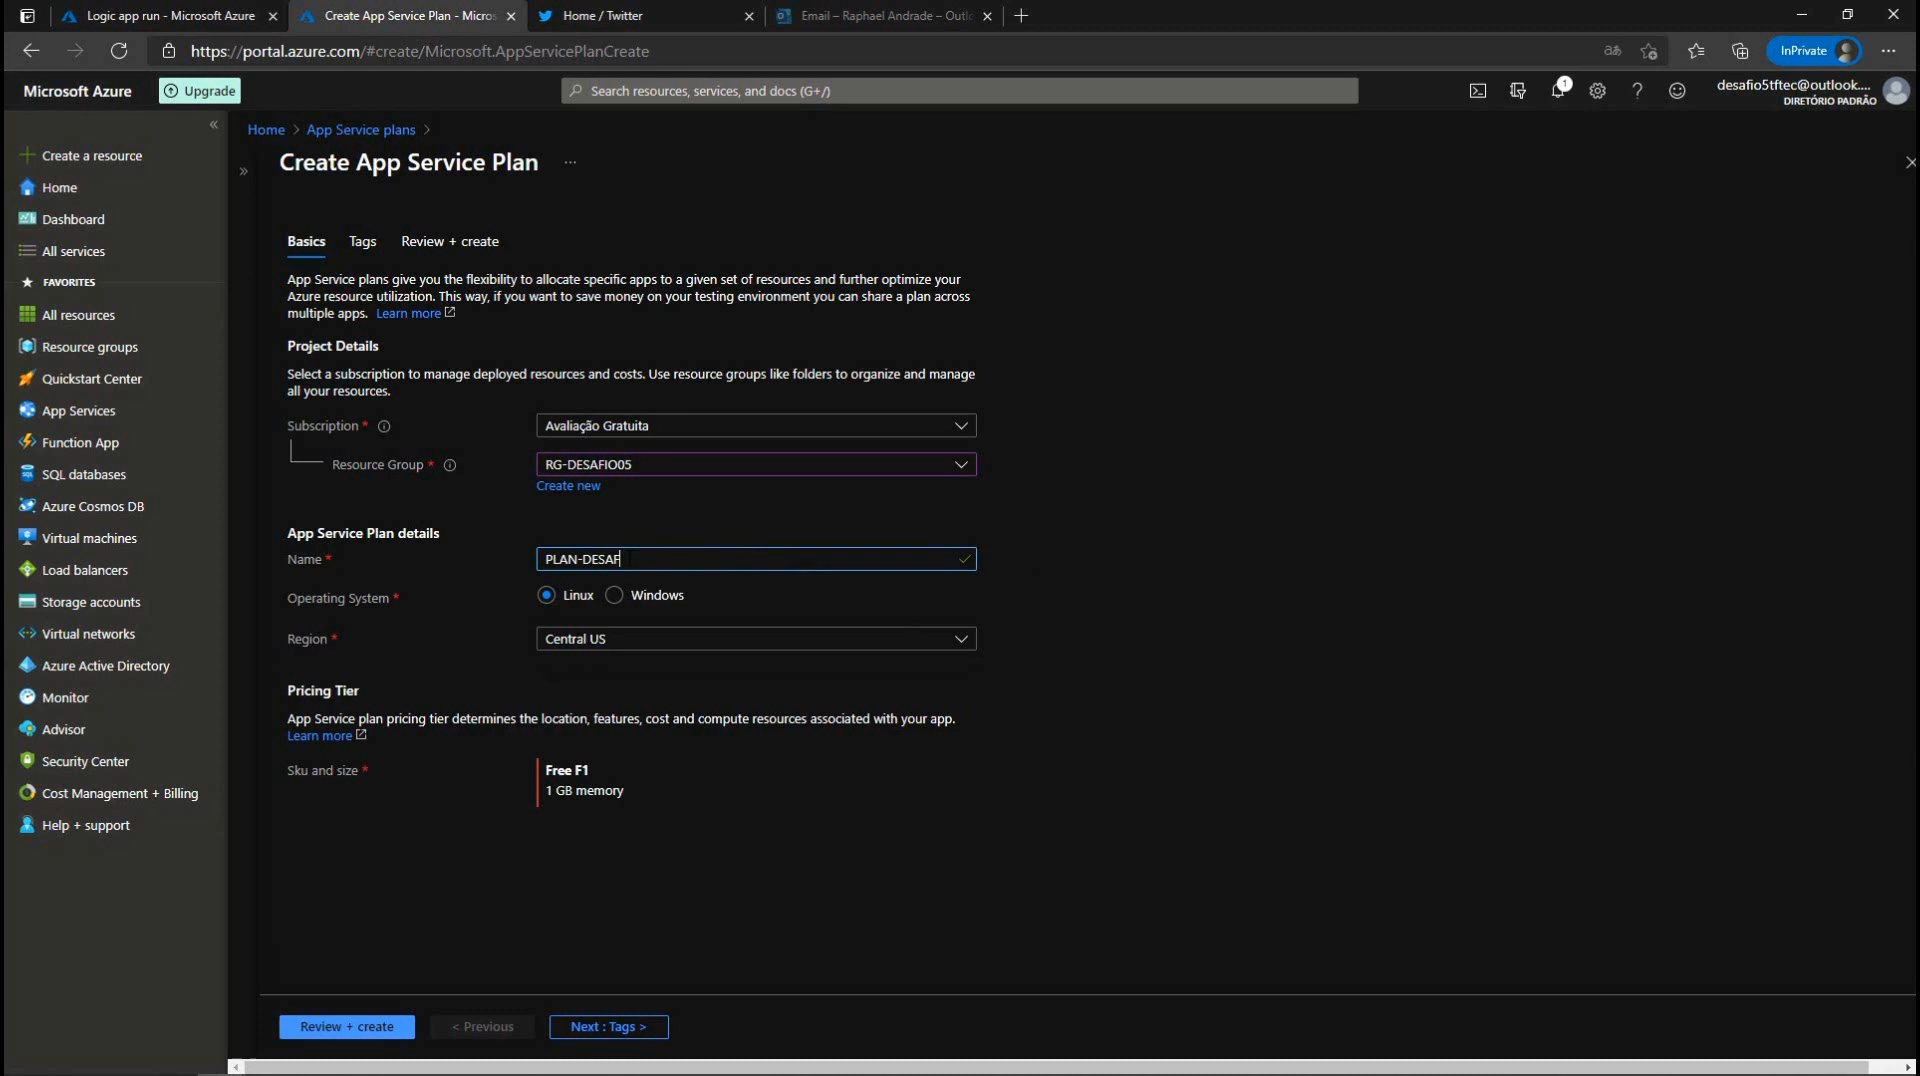 Logic app run - Microsoft Azure
Create App Service Plan - Micros
Home / Twitter
Email – Raphael Andrade – Outl
https://portal.azure.com/#create/Microsoft.AppServicePlanCreate
InPrivate
Microsoft Azure
Upgrade
Search resources, services, and docs (G+/)
1
desafio5tftec@outlook....
DIRETÓRIO PADRÃO
Create a resource
Home
Dashboard
All services
FAVORITES
All resources
Resource groups
Quickstart Center
App Services
Function App
SQL databases
Azure Cosmos DB
Virtual machines
Load balancers
Storage accounts
Virtual networks
Azure Active Directory
Monitor
Advisor
Security Center
Cost Management + Billing
Help + support
Home > App Service plans >
Create App Service Plan ...
Basics Tags Review + create
App Service plans give you the flexibility to allocate specific apps to a given set of resources and further optimize your
Azure resource utilization. This way, if you want to save money on your testing environment you can share a plan across
multiple apps. Learn more
Project Details
Select a subscription to manage deployed resources and costs. Use resource groups like folders to organize and manage
all your resources.
Subscription * Avaliação Gratuita
Resource Group * RG-DESAFIO05
Create new
App Service Plan details
Name * PLAN-DESAF
Operating System * Linux Windows
Region * Central US
Pricing Tier
App Service plan pricing tier determines the location, features, cost and compute resources associated with your app.
Learn more
Sku and size * Free F1
1 GB memory
Review + create < Previous Next : Tags >